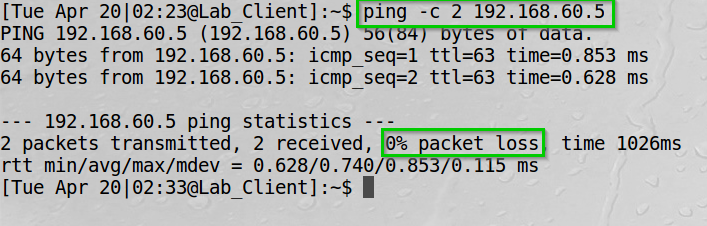 [Tue Apr 20|02:23@Lab_Client]:~$ ping -c 2 192.168.60.5
PING 192.168.60.5 (192.168.60.5) 56(84) bytes of data.
64 bytes from 192.168.60.5: icmp_seq=1 ttl=63 time=0.853 ms
64 bytes from 192.168.60.5: icmp_seq=2 ttl=63 time=0.628 ms
--- 192.168.60.5 ping statistics ---
2 packets transmitted, 2 received, 0% packet loss, time 1026ms
rtt min/avg/max/mdev = 0.628/0.740/0.853/0.115 ms
[Tue Apr 20|02:33@Lab_Client]:~$